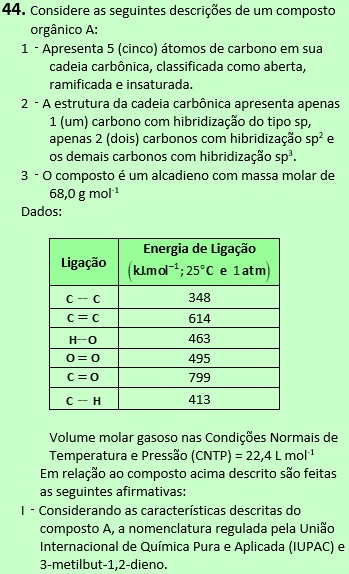 44. Considere as seguintes descrições de um composto
orgânico A:
1 - Apresenta 5 (cinco) átomos de carbono em sua
cadeia carbônica, classificada como aberta,
ramificada e insaturada.
2 - A estrutura da cadeia carbônica apresenta apenas
1 (um) carbono com hibridização do tipo sp,
apenas 2 (dois) carbonos com hibridização sp² e
os demais carbonos com hibridização sp³.
3 - O composto é um alcadieno com massa molar de
68,0 g mol⁻¹
Dados:
Ligação
Energia de Ligação
(kJ.mol⁻¹; 25°C e 1 atm)
C — C 348
C = C 614
H—O 463
O = O 495
C = O 799
C — H 413
Volume molar gasoso nas Condições Normais de
Temperatura e Pressão (CNTP) = 22,4 L mol⁻¹
Em relação ao composto acima descrito são feitas
as seguintes afirmativas:
I - Considerando as características descritas do
composto A, a nomenclatura regulada pela União
Internacional de Química Pura e Aplicada (IUPAC) e
3-metilbut-1,2-dieno.